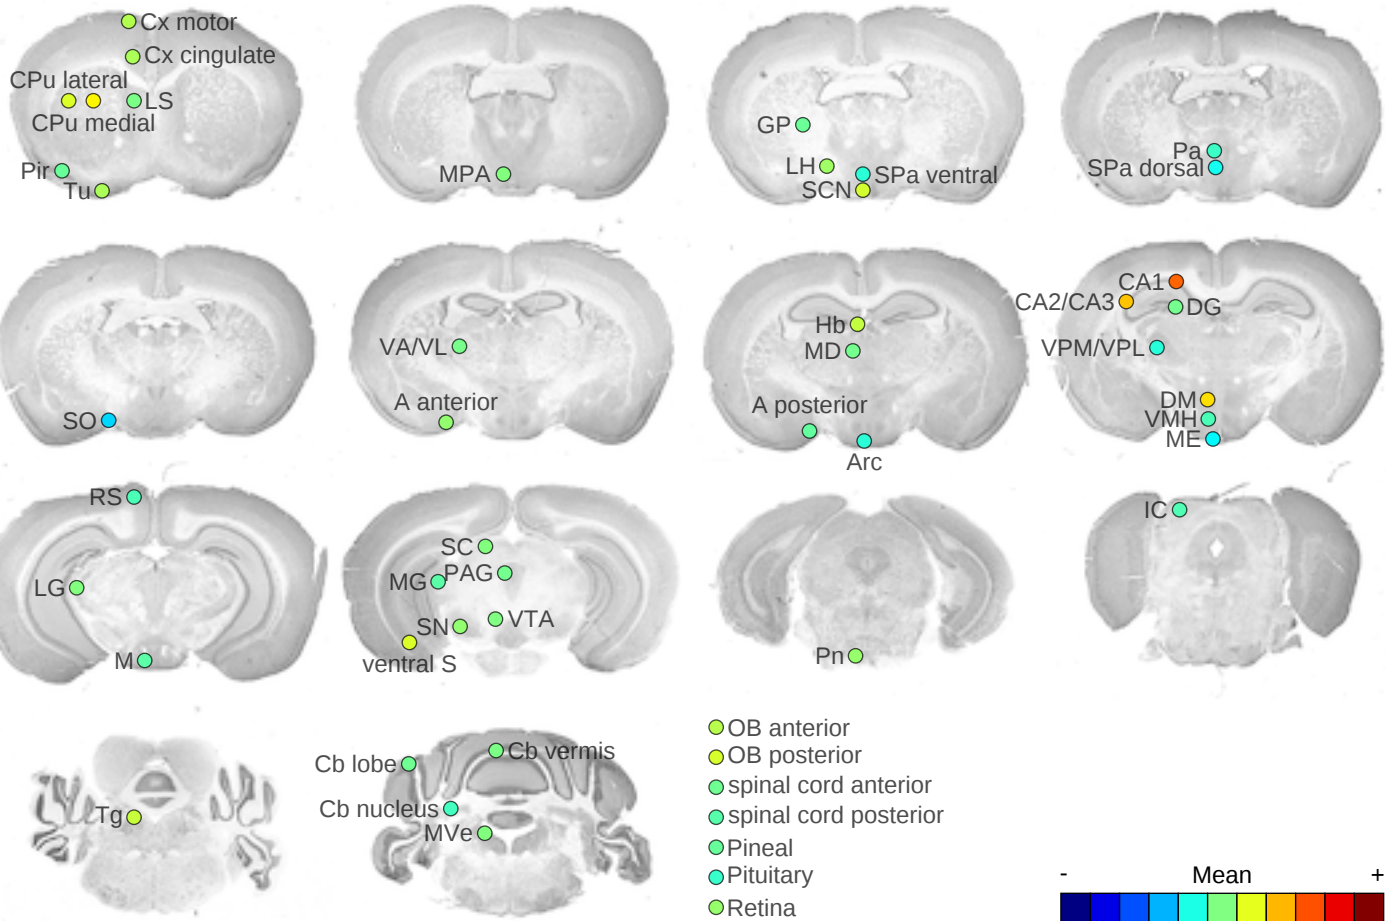 Cx motor
Cx cingulate
CPu lateral
LS
CPu medial
Pir
Tu
MPA
GP
LH
SPa ventral
SCN
Pa
SPa dorsal
SO
VA/VL
A anterior
Hb
MD
A posterior
Arc
CA1
CA2/CA3
DG
VPM/VPL
DM
VMH
ME
RS
LG
M
SC
MG
PAG
SN
VTA
ventral S
Pn
IC
Tg
Cb lobe
Cb vermis
Cb nucleus
MVe
OB anterior
OB posterior
spinal cord anterior
spinal cord posterior
Pineal
Pituitary
Retina
- Mean +